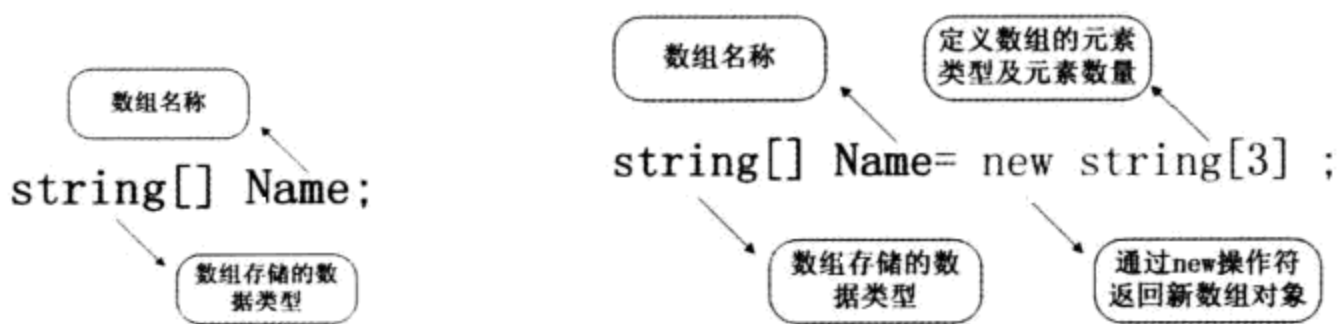 数组名称
string[] Name;
数组存储的数
据类型
数组名称
定义数组的元素
类型及元素数量
string[] Name= new string[3] ;
数组存储的数
据类型
通过new操作符
返回新数组对象